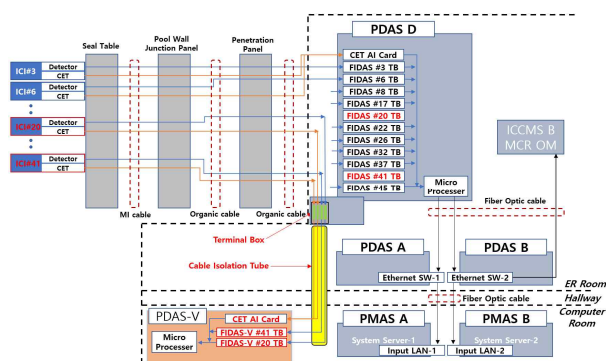 PDAS D
Seal Table
Pool Wall
Junction Panel
Penetration
Panel
CET AI Card
ICI#3
Detector
CET
FIDAS #3 TB
FIDAS #6 TB
ICI#6
Detector
CET
FIDAS #8 TB
FIDAS #17 TB
FIDAS #20 TB
ICI#20
Detector
CET
FIDAS #22 TB
FIDAS #26 TB
FIDAS #32 TB
ICI#41
Detector
CET
FIDAS #37 TB
FIDAS #41 TB
FIDAS #45 TB
ICCMS B
MCR OM
Micro
Processer
MI cable
Organic cable
Organic cable
Fiber Optic cable
Terminal Box
Cable Isolation Tube
PDAS A
PDAS B
Ethernet SW-1
Ethernet SW-2
ER Room
Hallway
Fiber Optic cable
Computer
Room
PDAS-V
CET AI Card
Micro
Processer
FIDAS-V #41 TB
FIDAS-V #20 TB
PMAS A
PMAS B
System Server-1
System Server-2
Input LAN-1
Input LAN-2